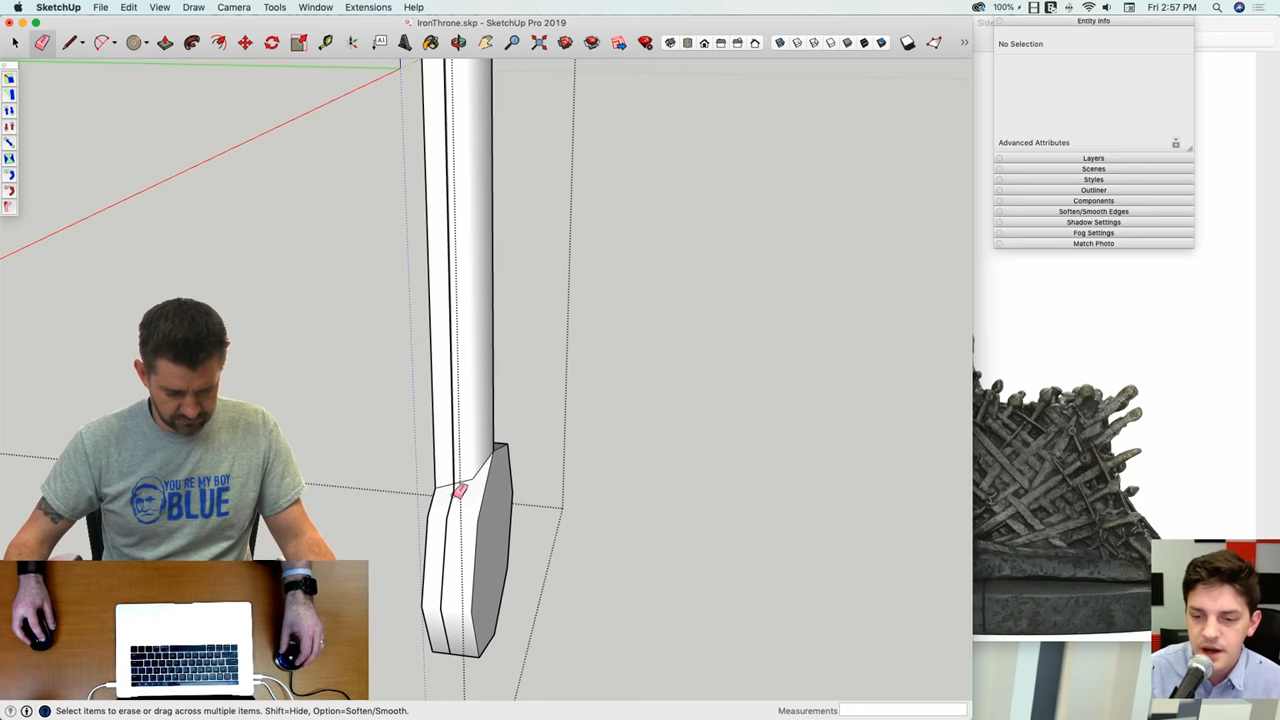 SketchUp File Edit View Draw Camera Tools Window Extensions Help
100% Fri 2:57 PM
IronThrone.skp - SketchUp Pro 2019
Side
Entity Info
No Selection
Advanced Attributes
Layers
Scenes
Styles
Outliner
Components
Soften/Smooth Edges
Shadow Settings
Fog Settings
Match Photo
YOU'RE MY BOY
BLUE
Select items to erase or drag across multiple items. Shift=Hide, Option=Soften/Smooth.
Measurements